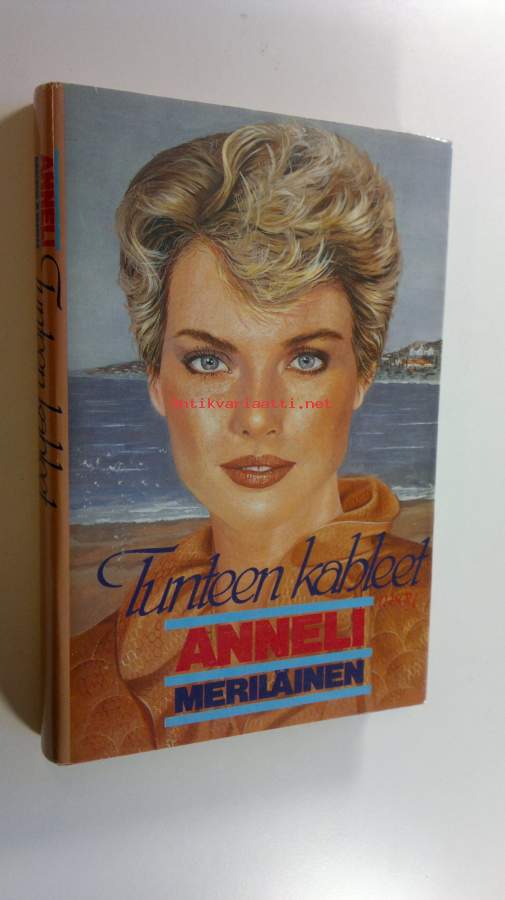 ANNELI
Tunteen kahleet
antikvariaatti.net
Tunteen kahleet
ANNELI
MERILÄINEN